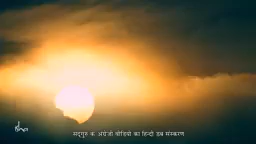 सद्गुरु के अंग्रेजी वीडियो का हिन्दी डब संस्करण